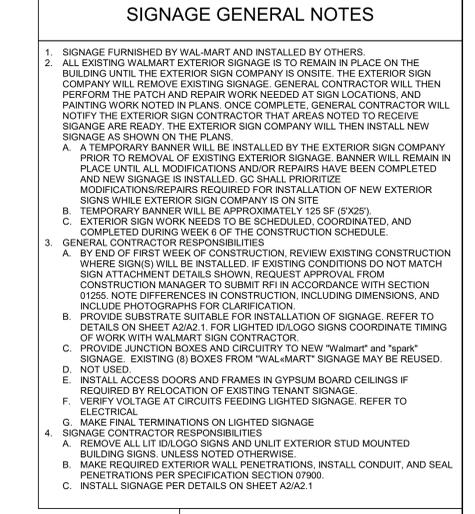 SIGNAGE GENERAL NOTES
1. SIGNAGE FURNISHED BY WAL-MART AND INSTALLED BY OTHERS.
2. ALL EXISTING WALMART EXTERIOR SIGNAGE IS TO REMAIN IN PLACE ON THE
BUILDING UNTIL THE EXTERIOR SIGN COMPANY IS ONSITE. THE EXTERIOR SIGN
COMPANY WILL REMOVE EXISTING SIGNAGE. GENERAL CONTRACTOR WILL THEN
PERFORM THE PATCH AND REPAIR WORK NEEDED AT SIGN LOCATIONS, AND
PAINTING WORK NOTED IN PLANS. ONCE COMPLETE, GENERAL CONTRACTOR WILL
NOTIFY THE EXTERIOR SIGN CONTRACTOR THAT AREAS NOTED TO RECEIVE
SIGANGE ARE READY. THE EXTERIOR SIGN COMPANY WILL THEN INSTALL NEW
SIGNAGE AS SHOWN ON THE PLANS.
A. A TEMPORARY BANNER WILL BE INSTALLED BY THE EXTERIOR SIGN COMPANY
PRIOR TO REMOVAL OF EXISTING EXTERIOR SIGNAGE. BANNER WILL REMAIN IN
PLACE UNTIL ALL MODIFICATIONS AND/OR REPAIRS HAVE BEEN COMPLETED
AND NEW SIGNAGE IS INSTALLED. GC SHALL PRIORITIZE
MODIFICATIONS/REPAIRS REQUIRED FOR INSTALLATION OF NEW EXTERIOR
SIGNS WHILE EXTERIOR SIGN COMPANY IS ON SITE
B. TEMPORARY BANNER WILL BE APPROXIMATELY 125 SF (5'X25').
C. EXTERIOR SIGN WORK NEEDS TO BE SCHEDULED, COORDINATED, AND
COMPLETED DURING WEEK 6 OF THE CONSTRUCTION SCHEDULE.
3. GENERAL CONTRACTOR RESPONSIBILITIES
A. BY END OF FIRST WEEK OF CONSTRUCTION, REVIEW EXISTING CONSTRUCTION
WHERE SIGN(S) WILL BE INSTALLED. IF EXISTING CONDITIONS DO NOT MATCH
SIGN ATTACHMENT DETAILS SHOWN, REQUEST APPROVAL FROM
CONSTRUCTION MANAGER TO SUBMIT RFI IN ACCORDANCE WITH SECTION
01255. NOTE DIFFERENCES IN CONSTRUCTION, INCLUDING DIMENSIONS, AND
INCLUDE PHOTOGRAPHS FOR CLARIFICATION.
B. PROVIDE SUBSTRATE SUITABLE FOR INSTALLATION OF SIGNAGE. REFER TO
DETAILS ON SHEET A2/A2.1. FOR LIGHTED ID/LOGO SIGNS COORDINATE TIMING
OF WORK WITH WALMART SIGN CONTRACTOR.
C. PROVIDE JUNCTION BOXES AND CIRCUITRY TO NEW "Walmart" and "spark"
SIGNAGE. EXISTING (8) BOXES FROM "WAL«MART" SIGNAGE MAY BE REUSED.
D. NOT USED.
E. INSTALL ACCESS DOORS AND FRAMES IN GYPSUM BOARD CEILINGS IF
REQUIRED BY RELOCATION OF EXISTING TENANT SIGNAGE.
F. VERIFY VOLTAGE AT CIRCUITS FEEDING LIGHTED SIGNAGE. REFER TO
ELECTRICAL
G. MAKE FINAL TERMINATIONS ON LIGHTED SIGNAGE
4. SIGNAGE CONTRACTOR RESPONSIBILITIES
A. REMOVE ALL LIT ID/LOGO SIGNS AND UNLIT EXTERIOR STUD MOUNTED
BUILDING SIGNS. UNLESS NOTED OTHERWISE.
B. MAKE REQUIRED EXTERIOR WALL PENETRATIONS, INSTALL CONDUIT, AND SEAL
PENETRATIONS PER SPECIFICATION SECTION 07900.
C. INSTALL SIGNAGE PER DETAILS ON SHEET A2/A2.1